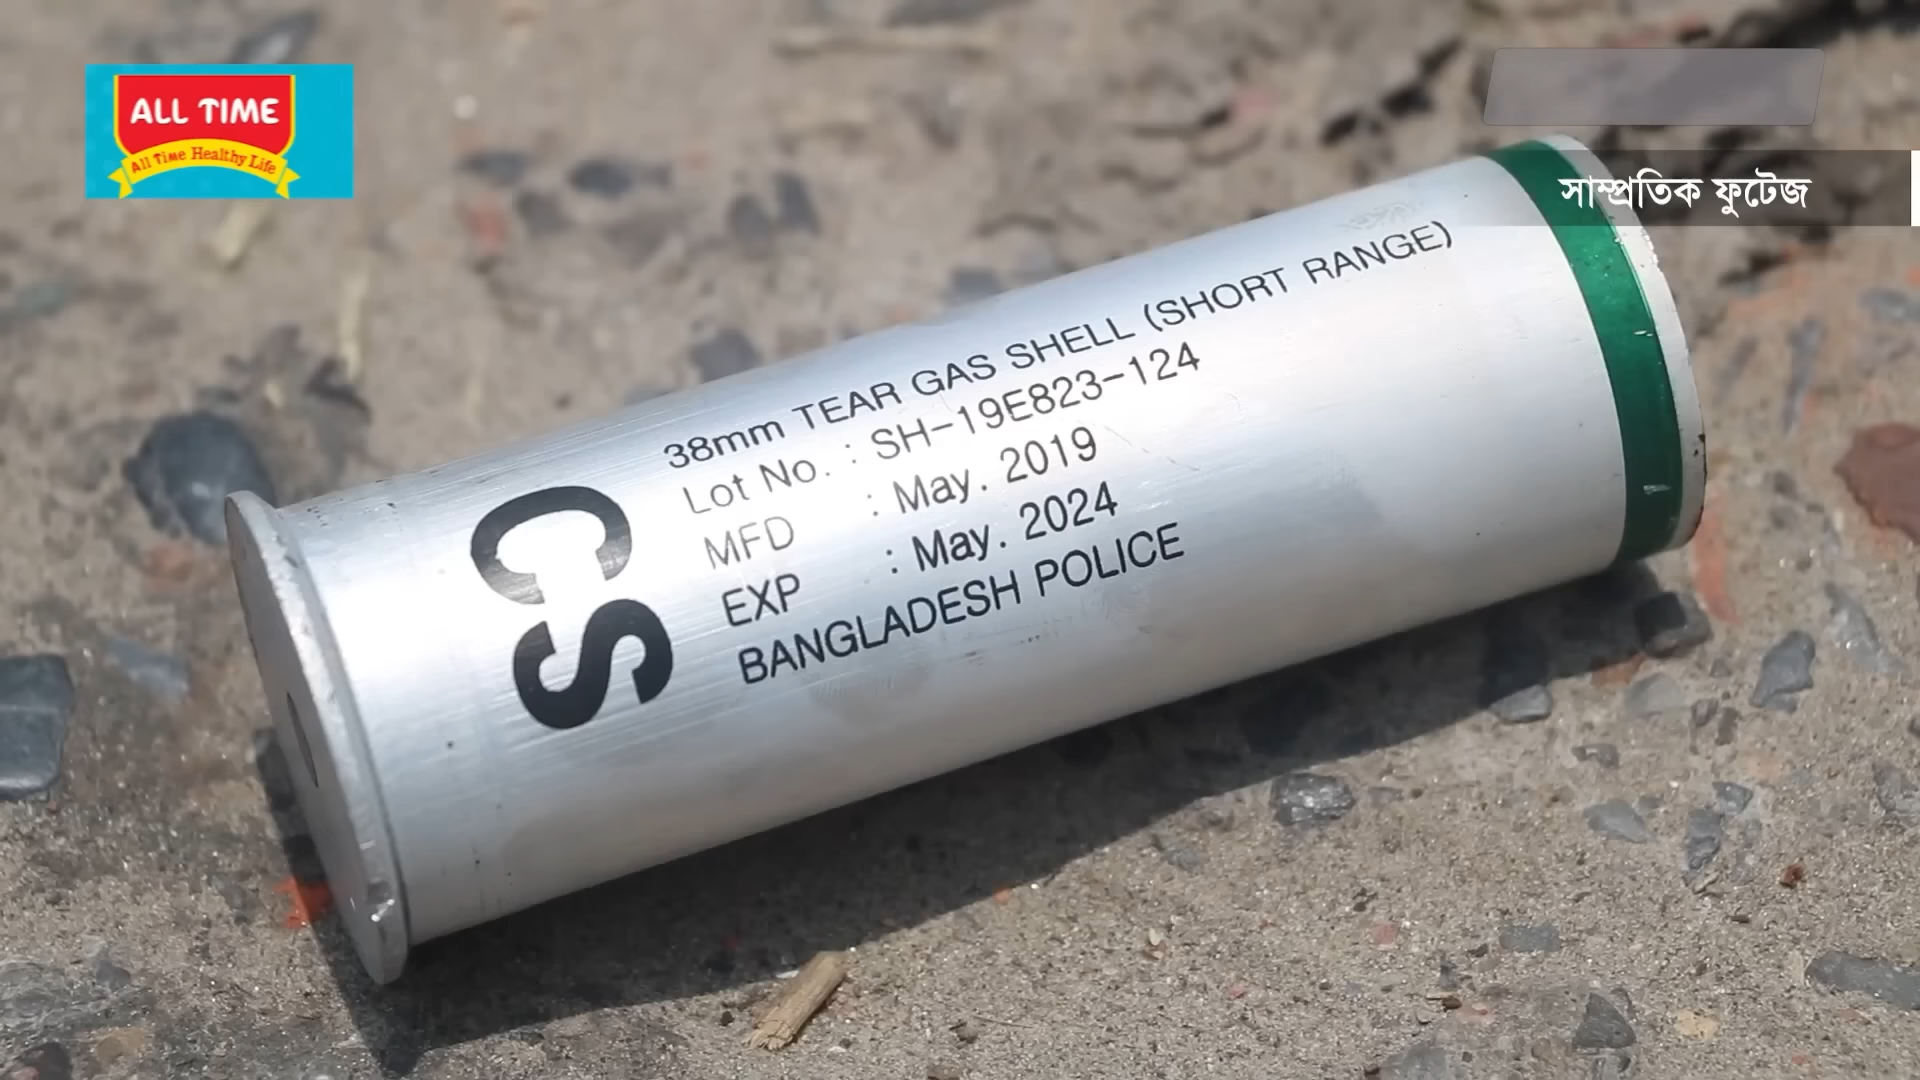 ALL TIME
All Time Healthy Life
সাম্প্রতিক ফুটেজ
38mm TEAR GAS SHELL (SHORT RANGE)
Lot No. : SH-19E823-124
MFD : May. 2019
EXP : May. 2024
BANGLADESH POLICE
CS